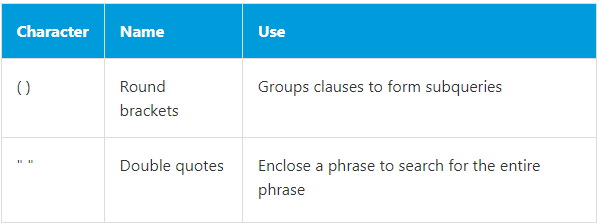 Character Name Use
( ) Round brackets Groups clauses to form subqueries
" " Double quotes Enclose a phrase to search for the entire phrase